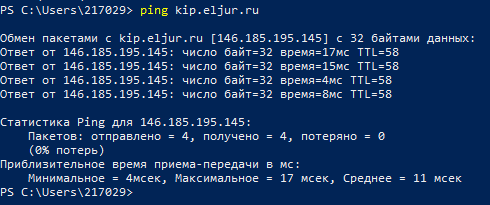 PS C:\Users\217029> ping kip.eljur.ru
Обмен пакетами с kip.eljur.ru [146.185.195.145] с 32 байтами данных:
Ответ от 146.185.195.145: число байт=32 время=17мс TTL=58
Ответ от 146.185.195.145: число байт=32 время=15мс TTL=58
Ответ от 146.185.195.145: число байт=32 время=4мс TTL=58
Ответ от 146.185.195.145: число байт=32 время=8мс TTL=58
Статистика Ping для 146.185.195.145:
Пакетов: отправлено = 4, получено = 4, потеряно = 0
(0% потерь)
Приблизительное время приема-передачи в мс:
Минимальное = 4мсек, Максимальное = 17 мсек, Среднее = 11 мсек
PS C:\Users\217029>